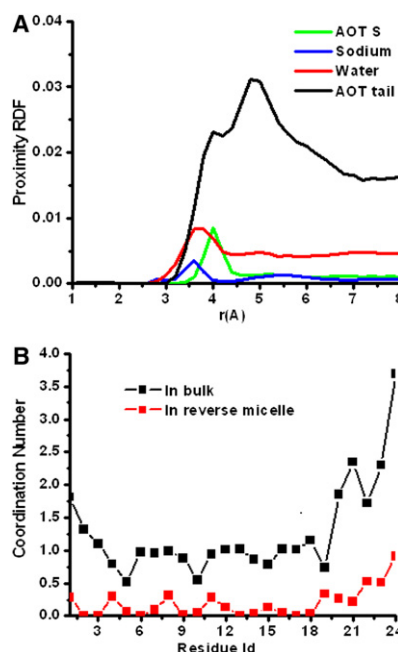 A
AOT S
Sodium
Water
AOT tail
Proximity RDF
0.04
0.03
0.02
0.01
0.00
1 2 3 4 5 6 7 8
r(A)
B
In bulk
In reverse micelle
Coordination Number
4.0
3.5
3.0
2.5
2.0
1.5
1.0
0.5
0.0
3 6 9 12 15 18 21 24
Residue Id